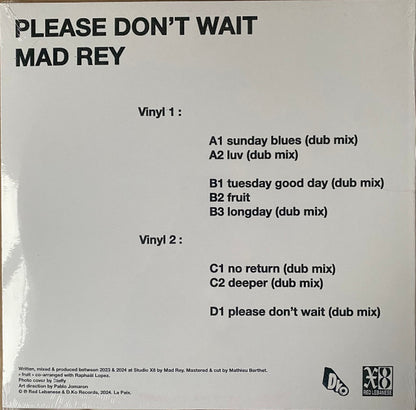 PLEASE DON'T WAIT
MAD REY
Vinyl 1 :
A1 sunday blues (dub mix)
A2 luv (dub mix)
B1 tuesday good day (dub mix)
B2 fruit
B3 longday (dub mix)
Vinyl 2 :
C1 no return (dub mix)
C2 deeper (dub mix)
D1 please don't wait (dub mix)
Written, mixed & produced between 2023 & 2024 at Studio X8 by Mad Rey, Mastered & cut by Mathieu Berthet.
- fruit - co-arranged with Raphaël Lopez.
Photo cover by
Art direction by Pablo Jomaron
© ℗ Red Lebanese & D.Ko Records, 2024. La Paix.
DKO
X8
RED LEBANESE